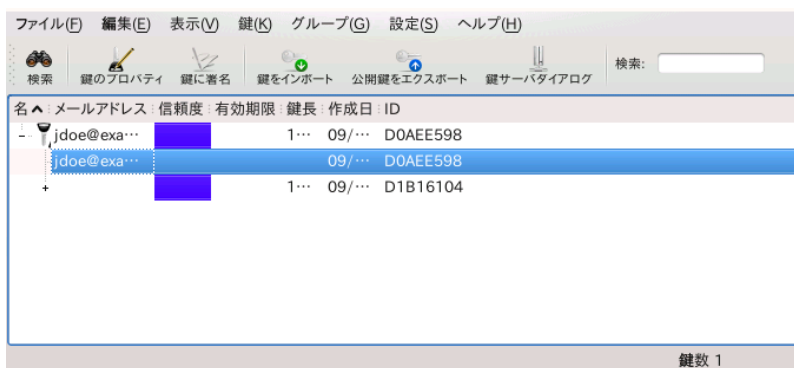 ファイル(F) 編集(E) 表示(V) 鍵(K) グループ(G) 設定(S) ヘルプ(H)
検索 鍵のプロパティ 鍵に署名 鍵をインポート 公開鍵をエクスポート 鍵サーバダイアログ 検索:
名 メールアドレス 信頼度 有効期限 鍵長 作成日 ID
jdoe@exa… 1… 09/… D0AEE598
jdoe@exa… 09/… D0AEE598
1… 09/… D1B16104
鍵数 1